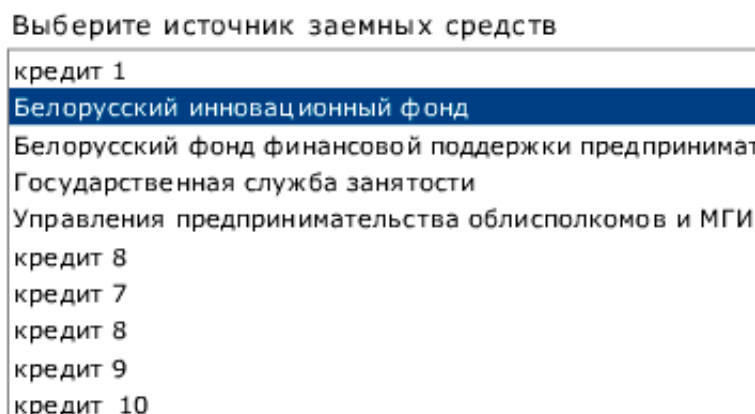 Выберите источник заемных средств
кредит 1
Белорусский инновационный фонд
Белорусский фонд финансовой поддержки предпринимат
Государственная служба занятости
Управления предпринимательства облисполкомов и МГИ
кредит 8
кредит 7
кредит 8
кредит 9
кредит 10